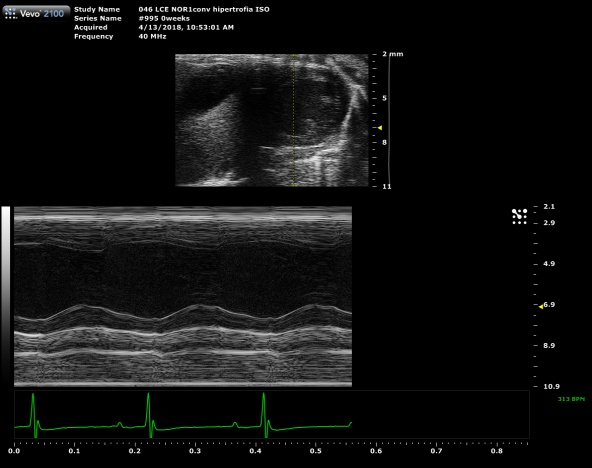 Vevo 2100
Study Name 046 LCE NOR1conv hipertrofia ISO
Series Name #995 0weeks
Acquired 4/13/2018, 10:53:01 AM
Frequency 40 MHz
2 mm
5
8
11
2.1
2.9
4.9
6.9
8.9
10.9
313 BPM
0.0 0.1 0.2 0.3 0.4 0.5 0.6 0.7 0.8